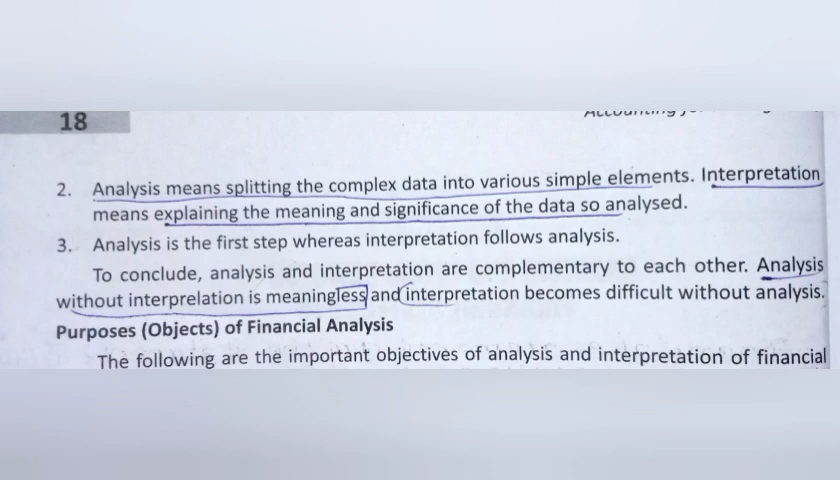 18
2. Analysis means splitting the complex data into various simple elements. Interpretation
means explaining the meaning and significance of the data so analysed.
3. Analysis is the first step whereas interpretation follows analysis.
To conclude, analysis and interpretation are complementary to each other. Analysis
without interprelation is meaningless and interpretation becomes difficult without analysis.
Purposes (Objects) of Financial Analysis
The following are the important objectives of analysis and interpretation of financial